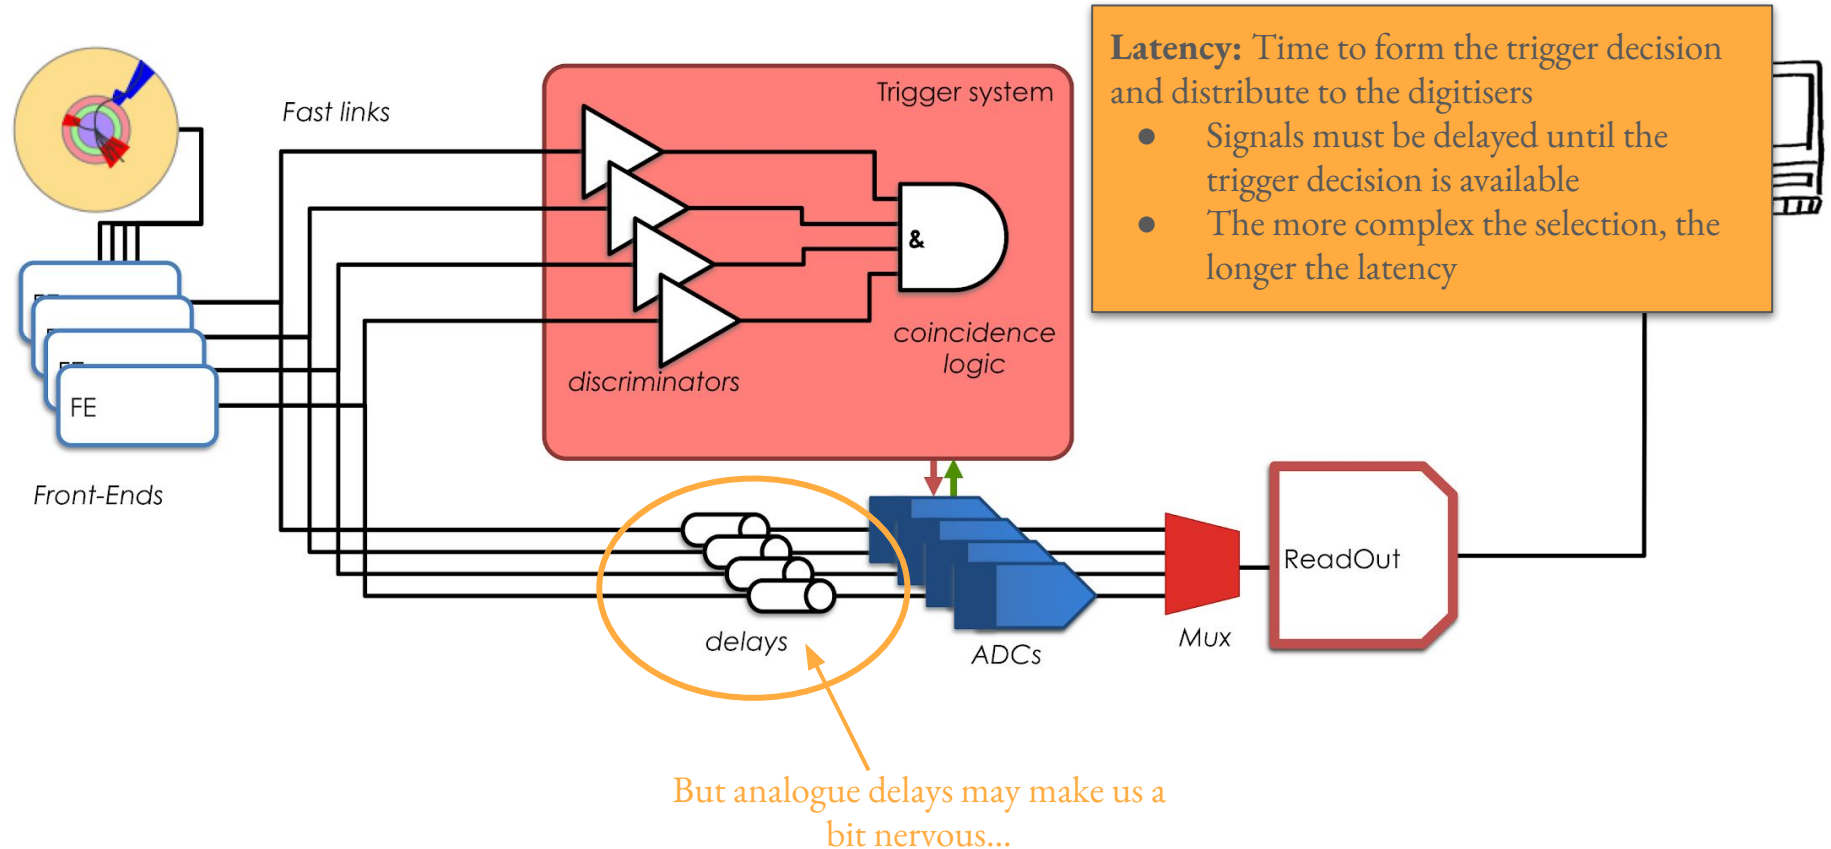 Latency: Time to form the trigger decision
and distribute to the digitisers
● Signals must be delayed until the
trigger decision is available
● The more complex the selection, the
longer the latency
Trigger system
Fast links
&
coincidence
logic
discriminators
FE
Front-Ends
ReadOut
delays
ADCs
Mux
But analogue delays may make us a
bit nervous...